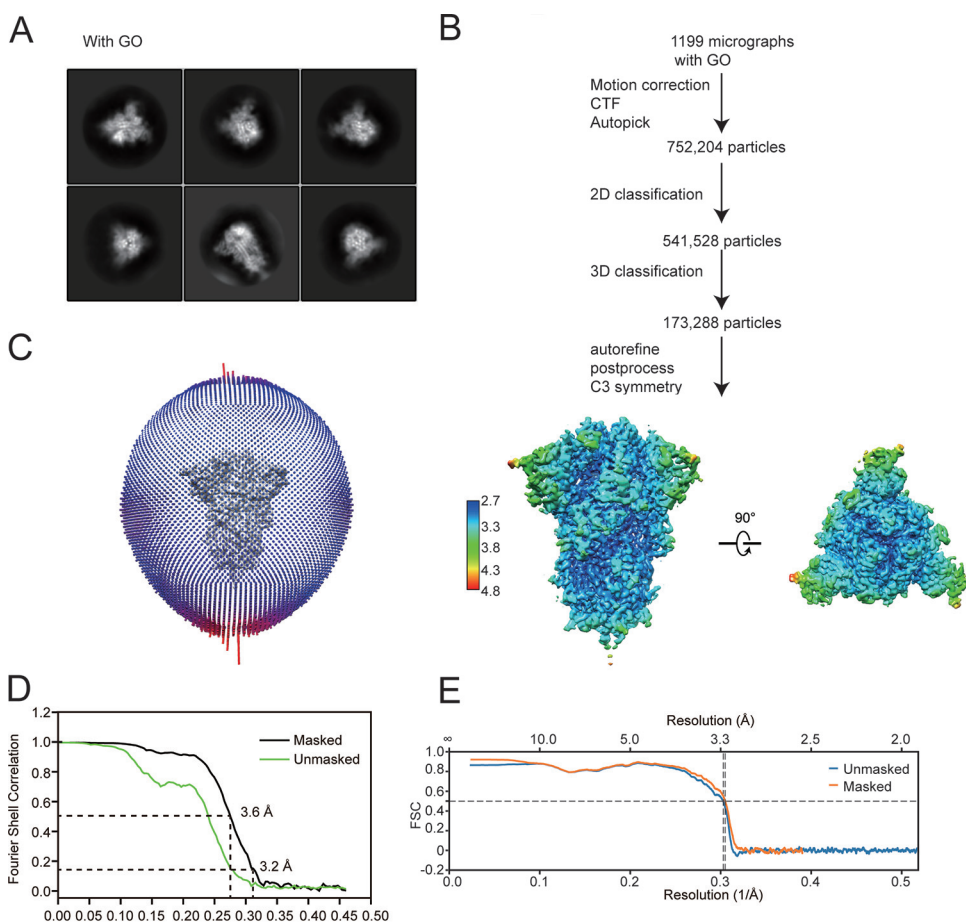 A
With GO
B
1199 micrographs
with GO
Motion correction
CTF
Autopick
752,204 particles
2D classification
541,528 particles
3D classification
173,288 particles
autorefine
postprocess
C3 symmetry
C
2.7
3.3
3.8
4.3
4.8
90°
D
Fourier Shell Correlation
1.2
1.0
0.8
0.6
0.4
0.2
0.0
Masked
Unmasked
3.6 Å
3.2 Å
0.00 0.05 0.10 0.15 0.20 0.25 0.30 0.35 0.40 0.45 0.50
E
Resolution (Å)
∞ 10.0 5.0 3.3 2.5 2.0
FSC
1.0
0.8
0.6
0.4
0.2
0
-0.2
Unmasked
Masked
0.0 0.1 0.2 0.3 0.4 0.5
Resolution (1/Å)